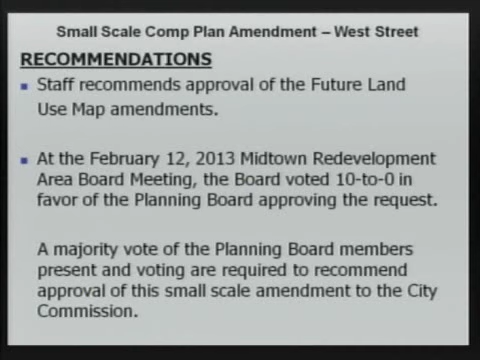 Small Scale Comp Plan Amendment – West Street
RECOMMENDATIONS
Staff recommends approval of the Future Land
Use Map amendments.
At the February 12, 2013 Midtown Redevelopment
Area Board Meeting, the Board voted 10-to-0 in
favor of the Planning Board approving the request.
A majority vote of the Planning Board members
present and voting are required to recommend
approval of this small scale amendment to the City
Commission.